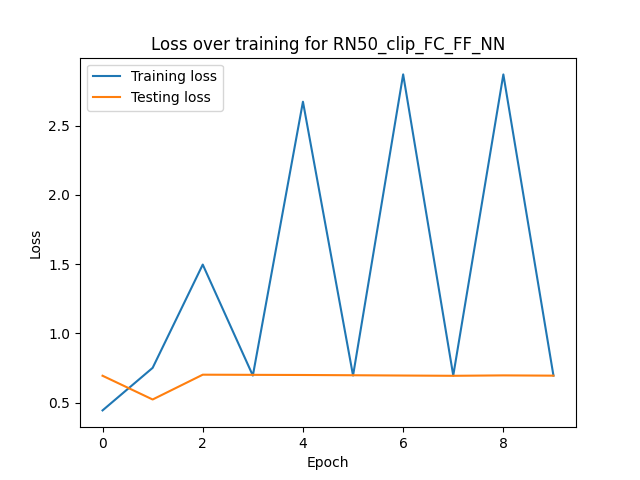 Loss over training for RN50_clip_FC_FF_NN
Training loss
Testing loss
2.5
2.0
1.5
1.0
0.5
Loss
0 2 4 6 8
Epoch